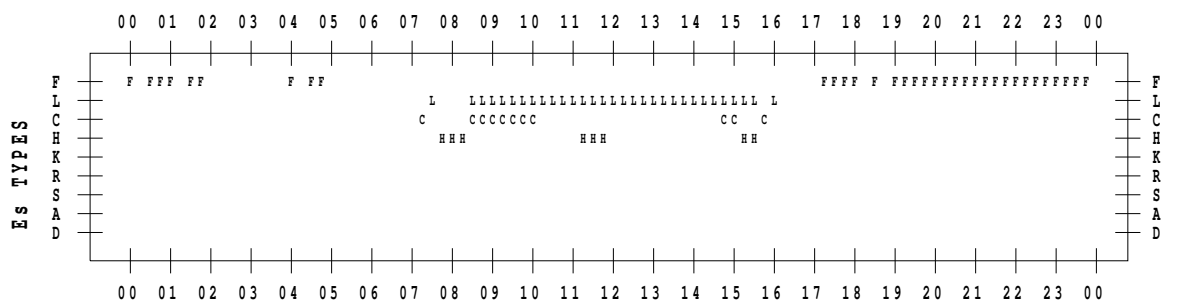 00 01 02 03 04 05 06 07 08 09 10 11 12 13 14 15 16 17 18 19 20 21 22 23 00
F F FFF FF F FF FFFF F FFFFFFFFFFFFFFFFFFFF F
L L LLLLLLLLLLLLLLLLLLLLLLLLLLLLL L L
C C CCCCCCC CC C C
H HHH HHH HH H
K K
R R
S S
A A
D D
Es TYPES
00 01 02 03 04 05 06 07 08 09 10 11 12 13 14 15 16 17 18 19 20 21 22 23 00